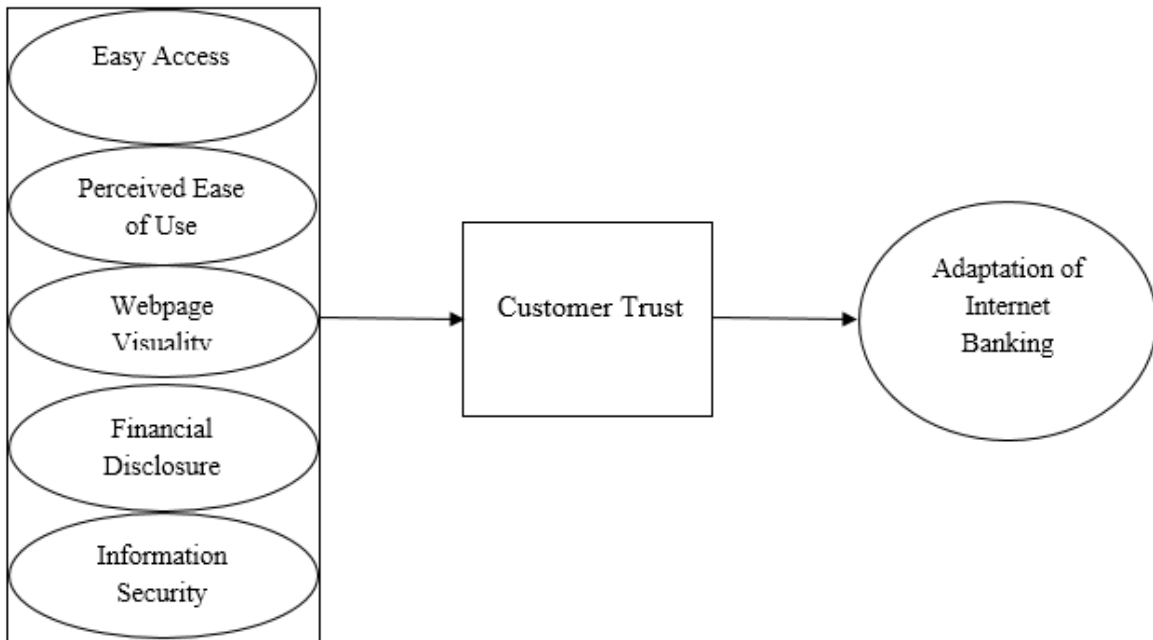 Easy Access
Perceived Ease
of Use
Webpage
Visuality
Financial
Disclosure
Information
Security
Customer Trust
Adaptation of
Internet
Banking